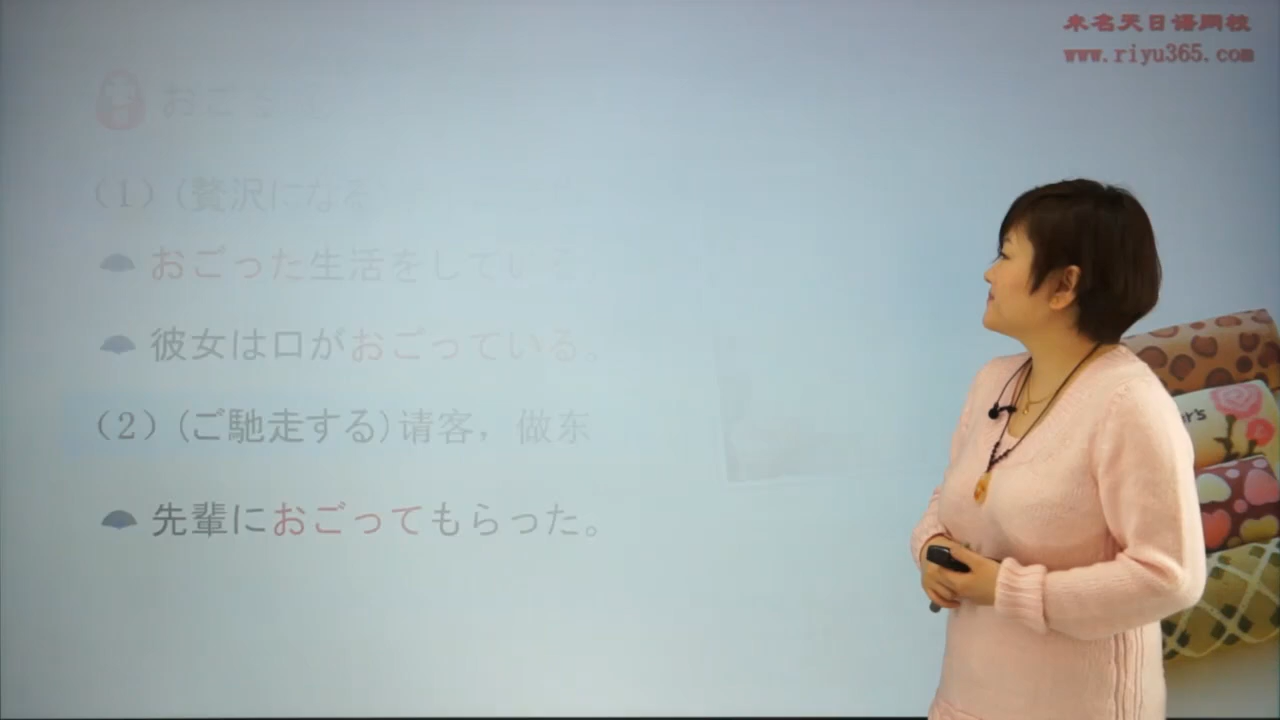 未名天日语网校
www.riyu365.com
おご
（1）（贅沢になる
おごった生活をしている
彼女は口がおごっている。
（2）（ご馳走する）请客，做东
先輩におごってもらった。